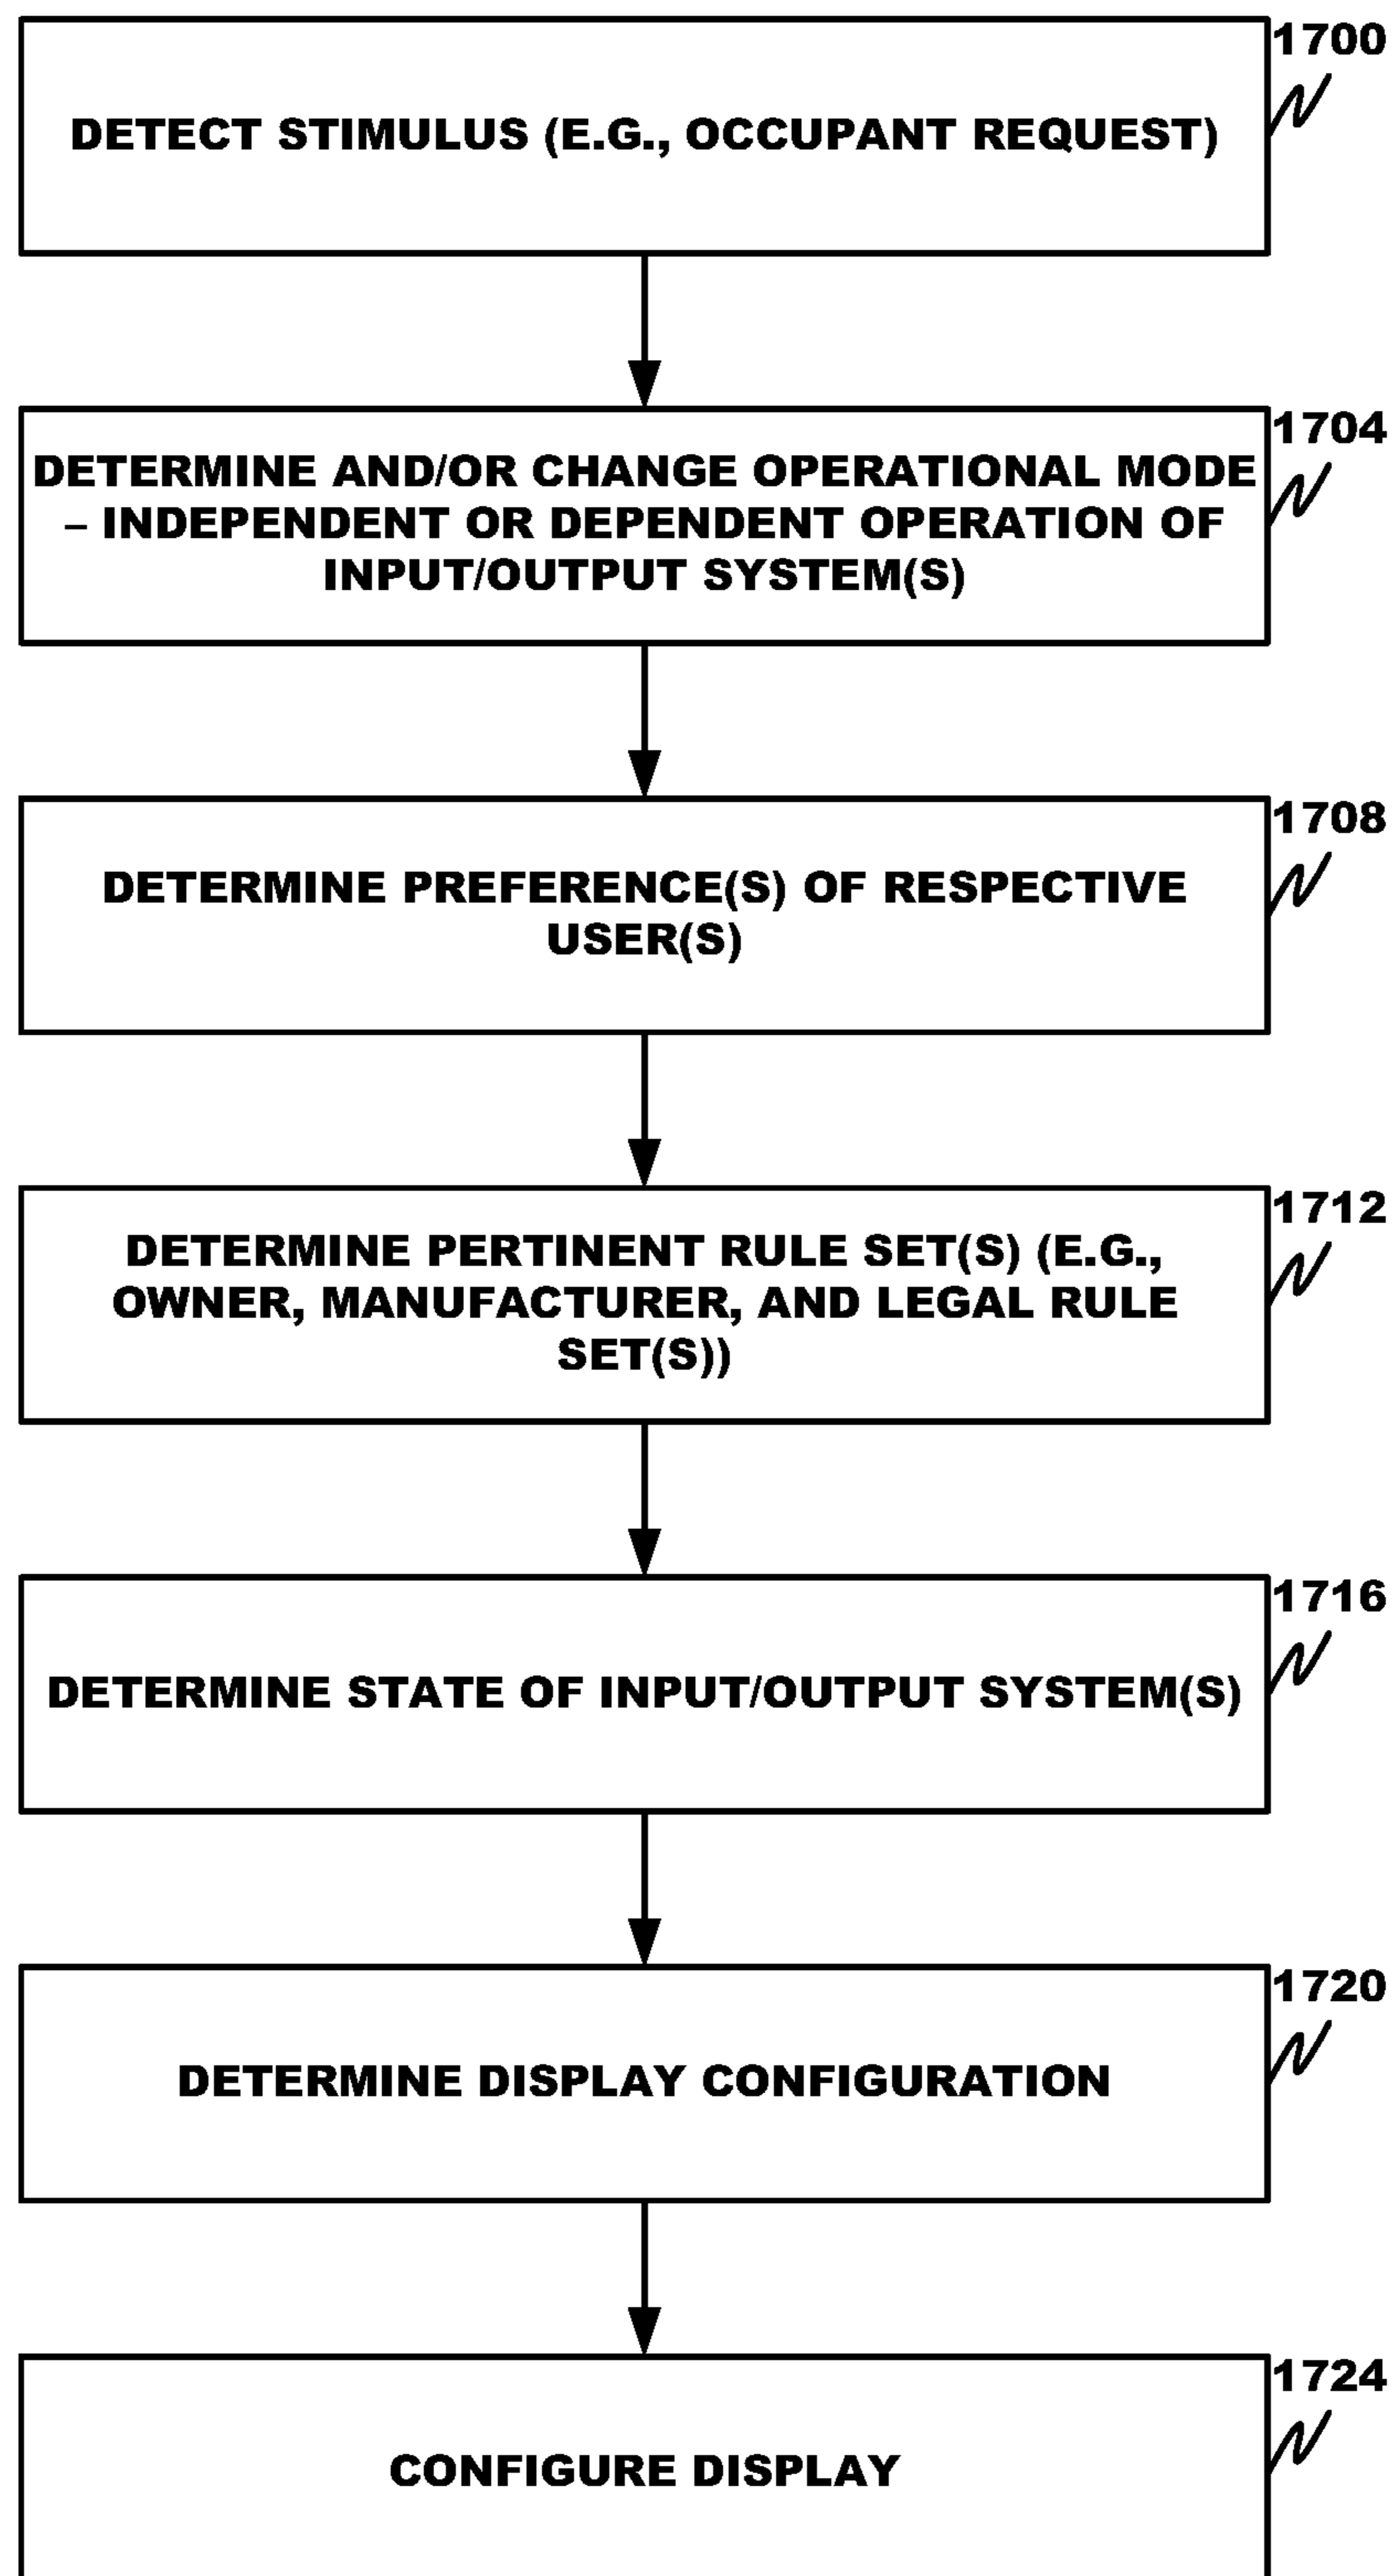 1700
DETECT STIMULUS (E.G., OCCUPANT REQUEST)
1704
DETERMINE AND/OR CHANGE OPERATIONAL MODE
– INDEPENDENT OR DEPENDENT OPERATION OF
INPUT/OUTPUT SYSTEM(S)
1708
DETERMINE PREFERENCE(S) OF RESPECTIVE
USER(S)
1712
DETERMINE PERTINENT RULE SET(S) (E.G.,
OWNER, MANUFACTURER, AND LEGAL RULE
SET(S))
1716
DETERMINE STATE OF INPUT/OUTPUT SYSTEM(S)
1720
DETERMINE DISPLAY CONFIGURATION
1724
CONFIGURE DISPLAY